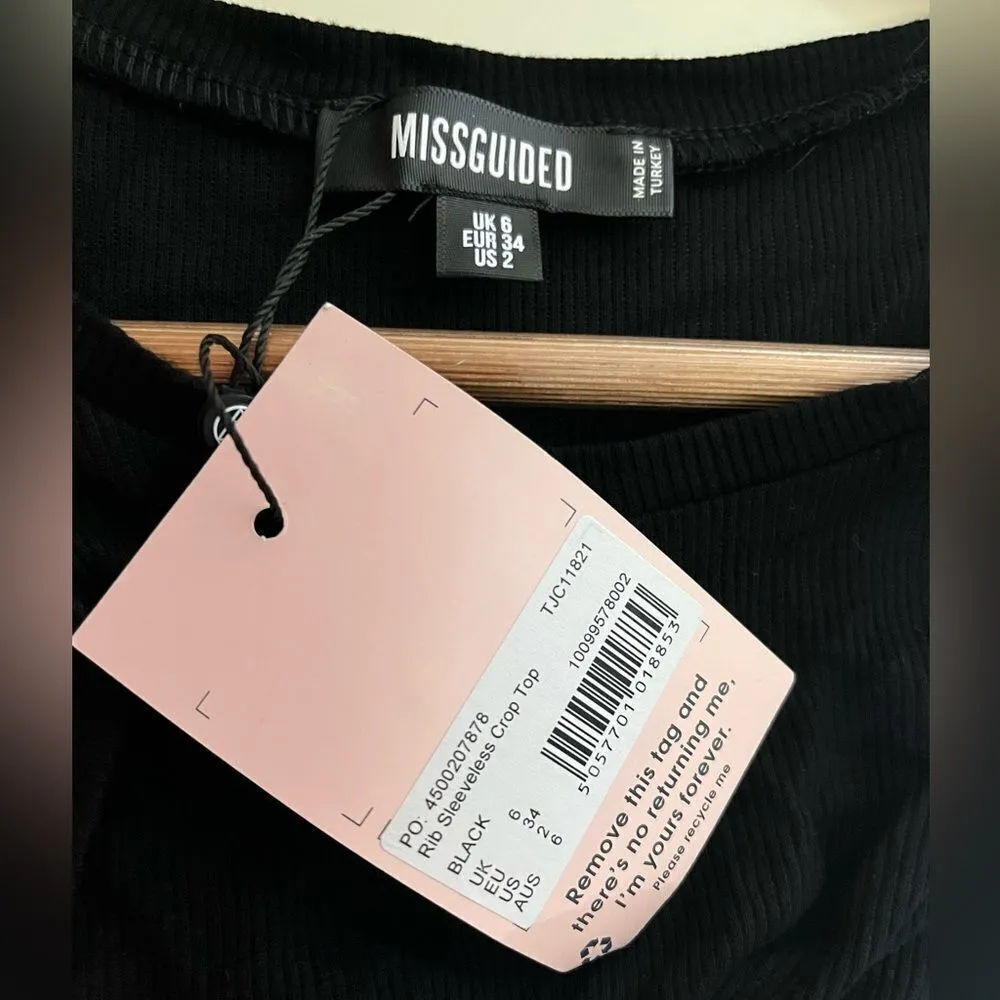 MISSGUIDED
MADE IN
TURKEY
UK 6
EUR 34
US 2
TJC11821
10099578002
5 057701 018853
PO: 4500207878
Rib Sleeveless Crop Top
BLACK
UK 6
EU 34
US 2
AUS 6
Remove this tag and
there's no returning me,
I'm yours forever.
Please recycle me